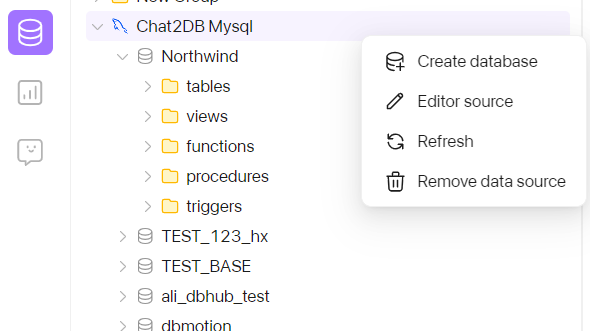 New Group
Chat2DB Mysql
Northwind
tables
views
functions
procedures
triggers
TEST_123_hx
TEST_BASE
ali_dbhub_test
dbmotion
Create database
Editor source
Refresh
Remove data source